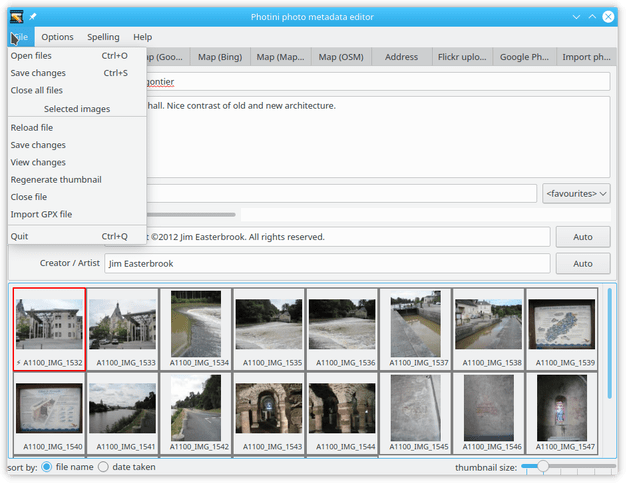 Photini photo metadata editor
File Options Spelling Help
Open files Ctrl+O
Save changes Ctrl+S
Close all files
Selected images
Reload file
Save changes
View changes
Regenerate thumbnail
Close file
Import GPX file
Quit Ctrl+Q
(Goo... Map (Bing) Map (Map... Map (OSM) Address Flickr uplo... Google Ph... Import ph...
gontier
hall. Nice contrast of old and new architecture.
<favourites>
©2012 Jim Easterbrook. All rights reserved. Auto
Creator / Artist Jim Easterbrook Auto
A1100_IMG_1532 A1100_IMG_1533 A1100_IMG_1534 A1100_IMG_1535 A1100_IMG_1536 A1100_IMG_1537 A1100_IMG_1538 A1100_IMG_1539
A1100_IMG_1540 A1100_IMG_1541 A1100_IMG_1542 A1100_IMG_1543 A1100_IMG_1544 A1100_IMG_1545 A1100_IMG_1546 A1100_IMG_1547
sort by: file name date taken thumbnail size: